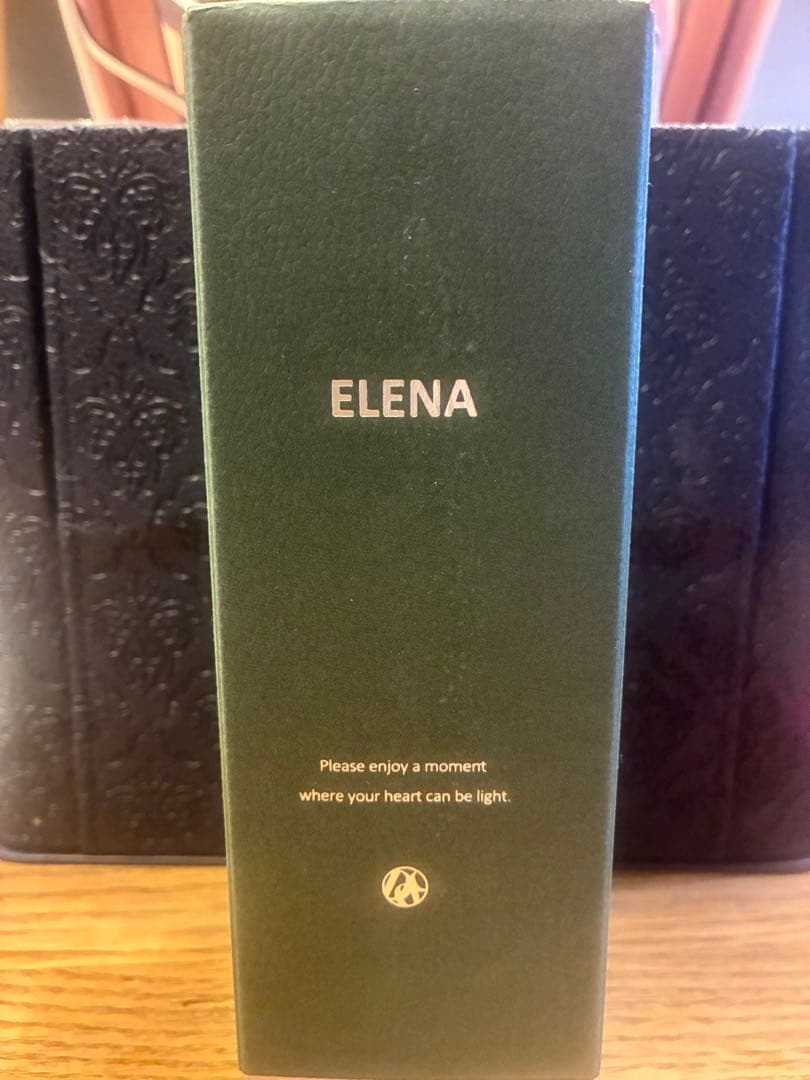 ELENA
Please enjoy a moment
where your heart can be light.